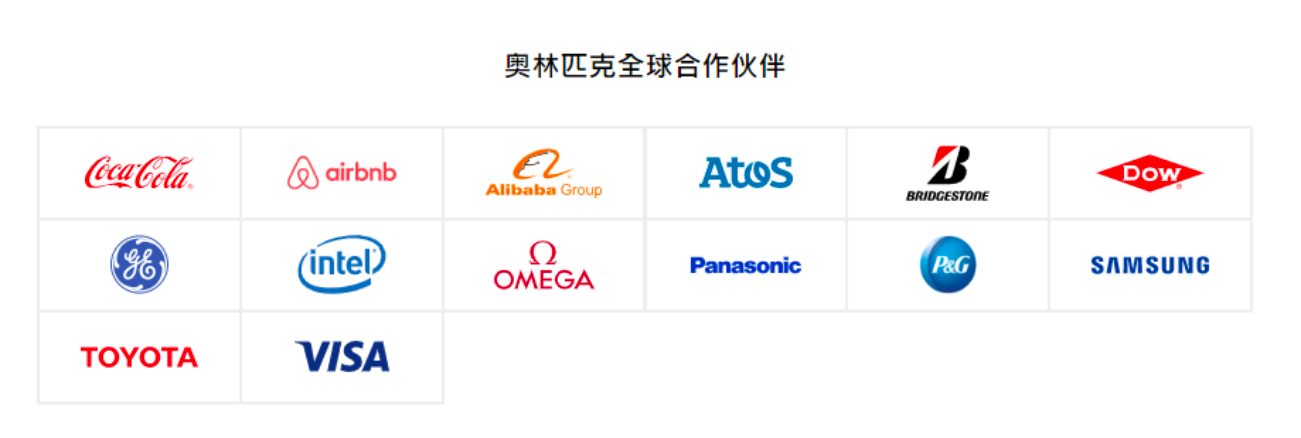 奧林匹克全球合作伙伴
Coca-Cola
airbnb
Alibaba Group
Atos
BRIDGESTONE
Dow
GE
intel
Ω
OMEGA
Panasonic
P&G
SAMSUNG
TOYOTA
VISA